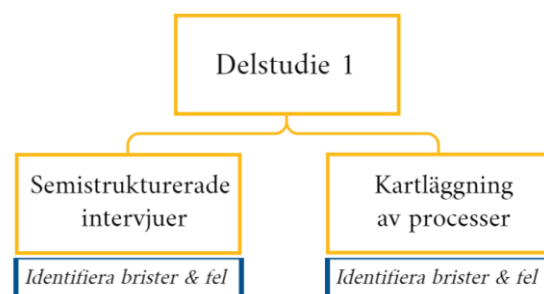 Delstudie 1
Semistrukturerade
intervjuer
Identifiera brister & fel
Kartläggning
av processer
Identifiera brister & fel